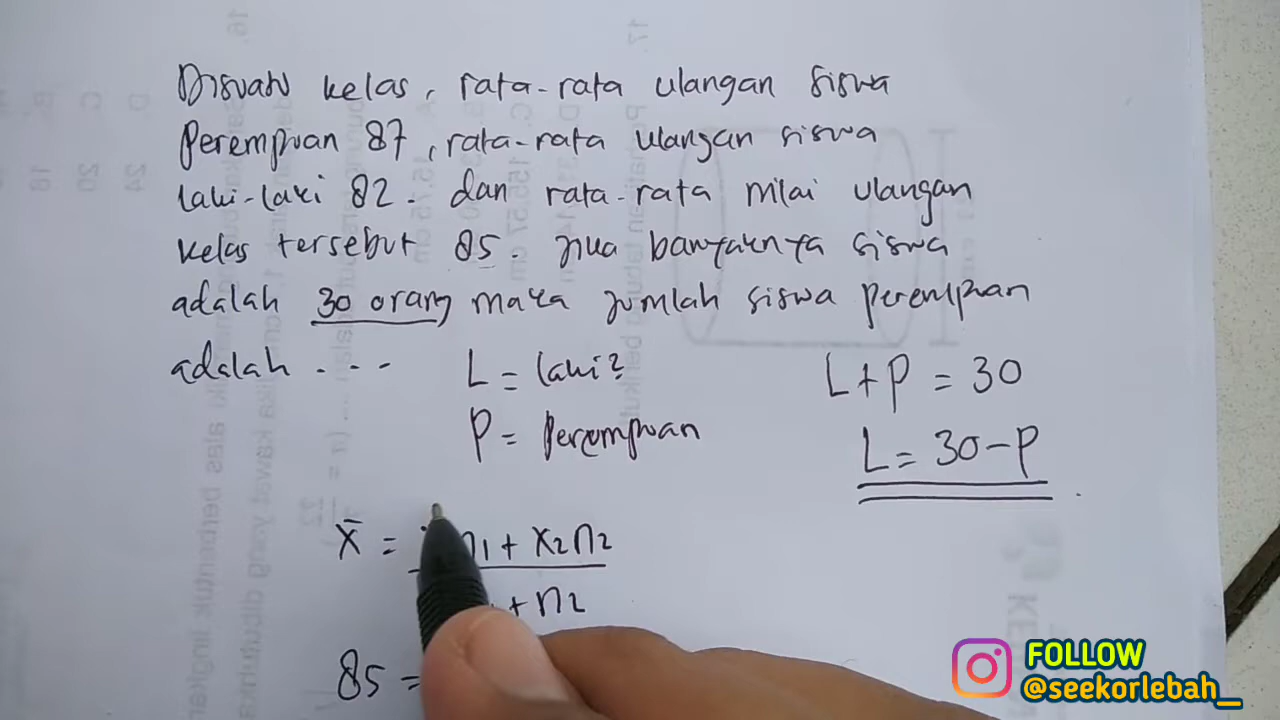 Disuatu kelas, rata-rata ulangan siswa
Perempuan 87, rata-rata ulangan siswa
laki-laki 82. dan rata-rata nilai ulangan
kelas tersebut 85. jika banyaknya siswa
adalah 30 orang maka jumlah siswa perempuan
adalah ....
L = laki²
P = Perempuan
L+P = 30
L = 30-P
x̄ = n₁ + x₂n₂
+ n₂
85 =
FOLLOW
@seekorlebah_